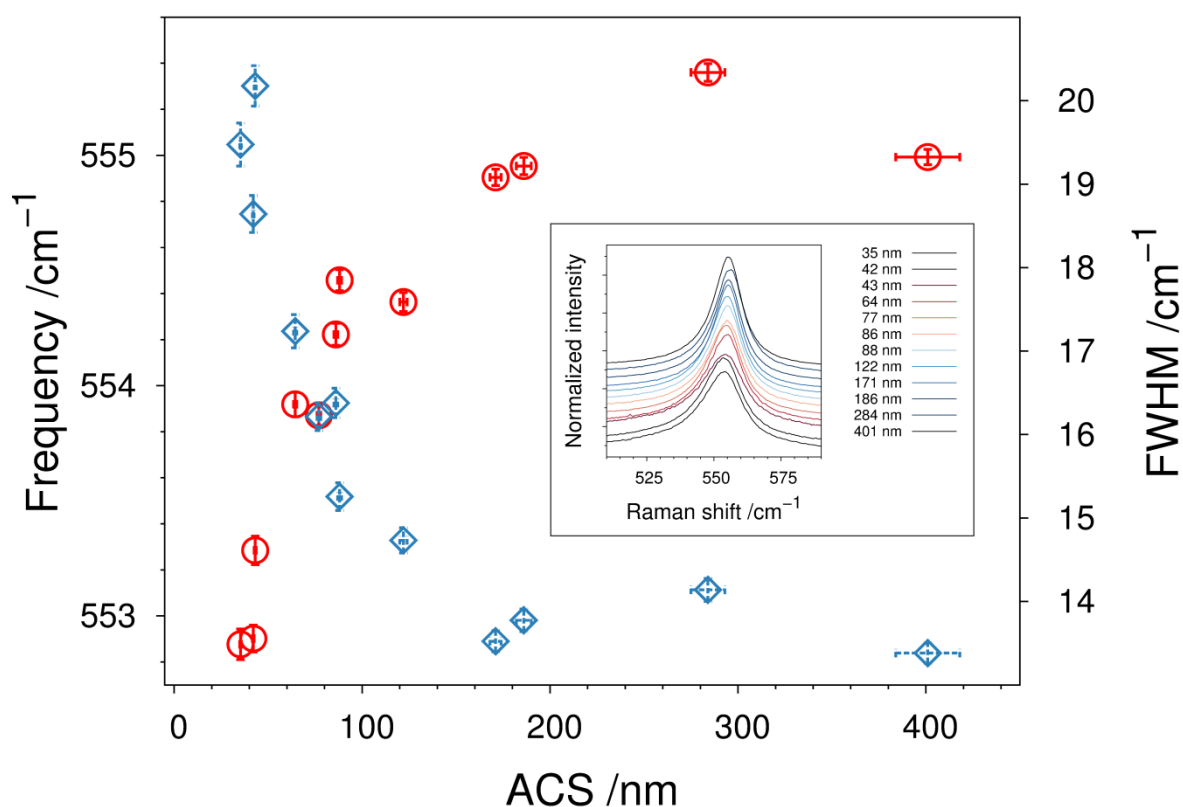 Frequency /cm⁻¹
555
554
553
20
19
18
17
16
15
14
FWHM /cm⁻¹
0
100
200
300
400
ACS /nm
Normalized intensity
525
550
575
Raman shift /cm⁻¹
35 nm
42 nm
43 nm
64 nm
77 nm
86 nm
88 nm
122 nm
171 nm
186 nm
284 nm
401 nm